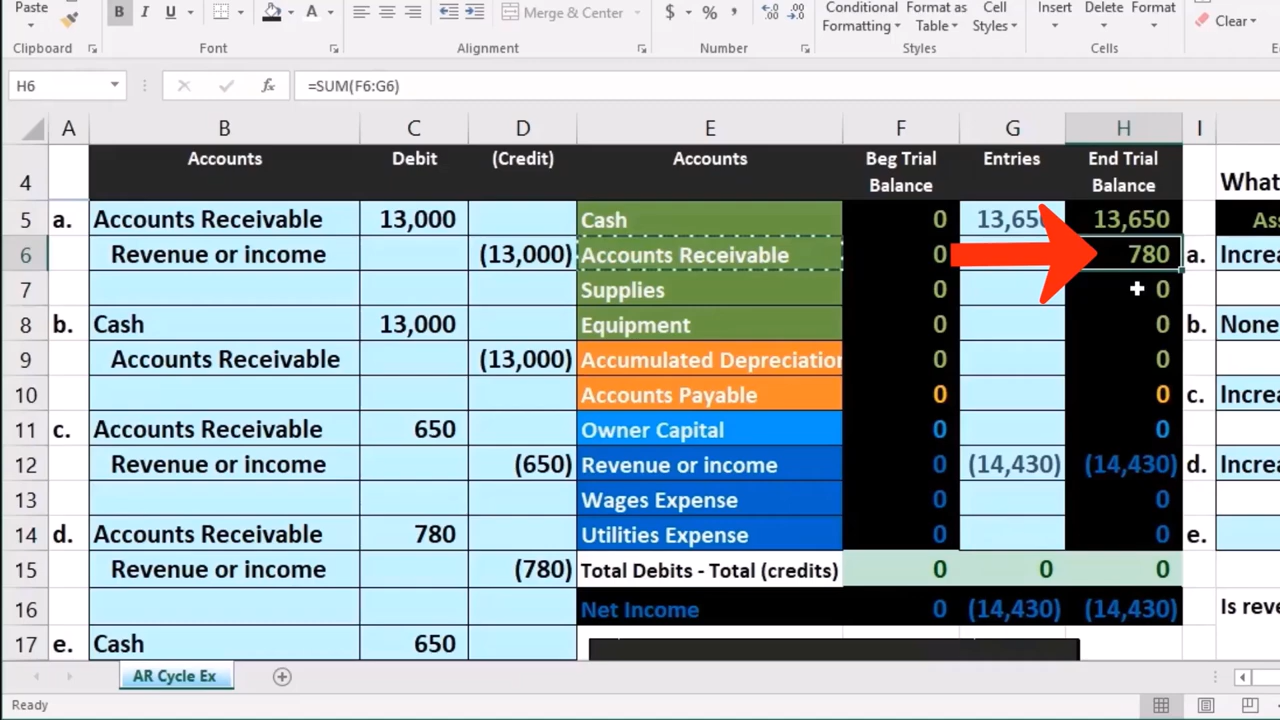 Paste
B I U A
Merge & Center
$ % ,
Conditional Formatting
Format as Table
Cell Styles
Insert
Delete
Format
Clear
Clipboard
Font
Alignment
Number
Styles
Cells
H6
fx
=SUM(F6:G6)
A B C D E F G H I
4 Accounts Debit (Credit) Accounts Beg Trial Balance Entries End Trial Balance What
5 a. Accounts Receivable 13,000 Cash 0 13,650 13,650
6 Revenue or income (13,000) Accounts Receivable 0 780 a. Increa
7 Supplies 0 0
8 b. Cash 13,000 Equipment 0 0 b. None
9 Accounts Receivable (13,000) Accumulated Depreciation 0 0
10 Accounts Payable 0 0 c. Increa
11 c. Accounts Receivable 650 Owner Capital 0 0
12 Revenue or income (650) Revenue or income 0 (14,430) (14,430) d. Increa
13 Wages Expense 0 0
14 d. Accounts Receivable 780 Utilities Expense 0 0 e.
15 Revenue or income (780) Total Debits - Total (credits) 0 0 0
16 Net Income 0 (14,430) (14,430) Is reve
17 e. Cash 650
AR Cycle Ex
Ready